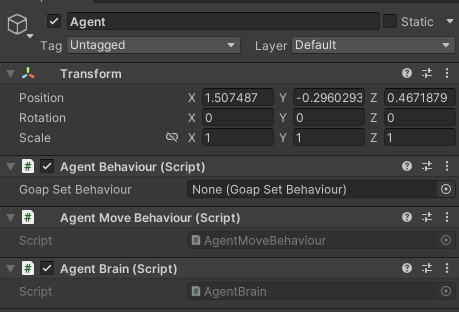 Agent Static
Tag Untagged Layer Default
Transform
Position X 1.507487 Y -0.2960293 Z 0.4671879
Rotation X 0 Y 0 Z 0
Scale X 1 Y 1 Z 1
# Agent Behaviour (Script)
Goap Set Behaviour None (Goap Set Behaviour)
# Agent Move Behaviour (Script)
Script # AgentMoveBehaviour
# Agent Brain (Script)
Script # AgentBrain